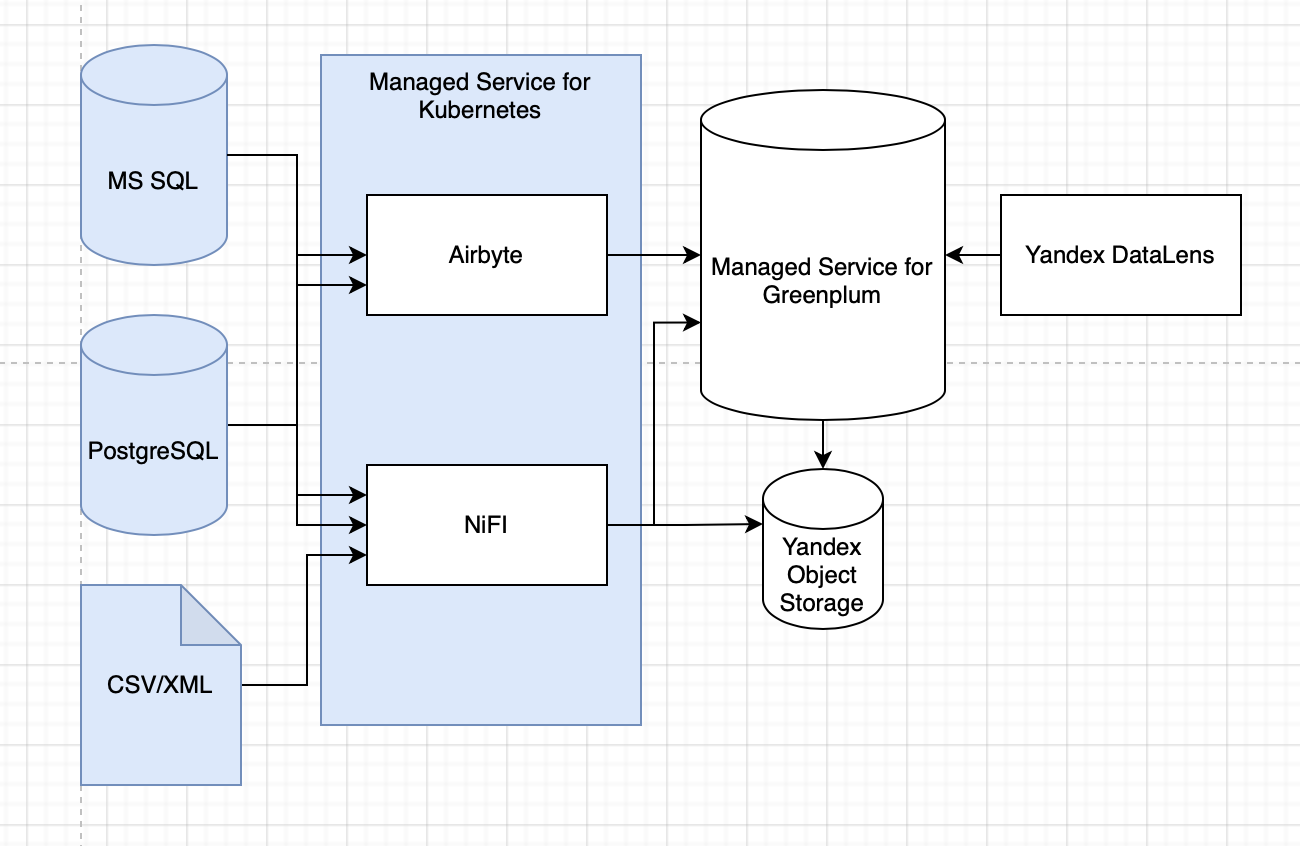 Managed Service for
Kubernetes
MS SQL
Airbyte
Managed Service for
Greenplum
Yandex DataLens
PostgreSQL
NiFI
Yandex
Object
Storage
CSV/XML